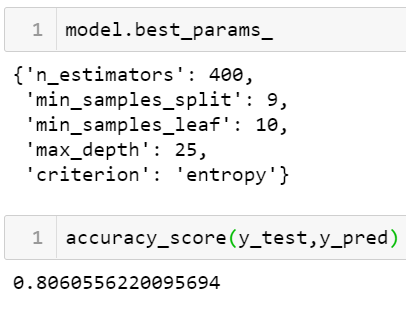 1 model.best_params_
{'n_estimators': 400,
 'min_samples_split': 9,
 'min_samples_leaf': 10,
 'max_depth': 25,
 'criterion': 'entropy'}
1 accuracy_score(y_test,y_pred)
0.8060556220095694